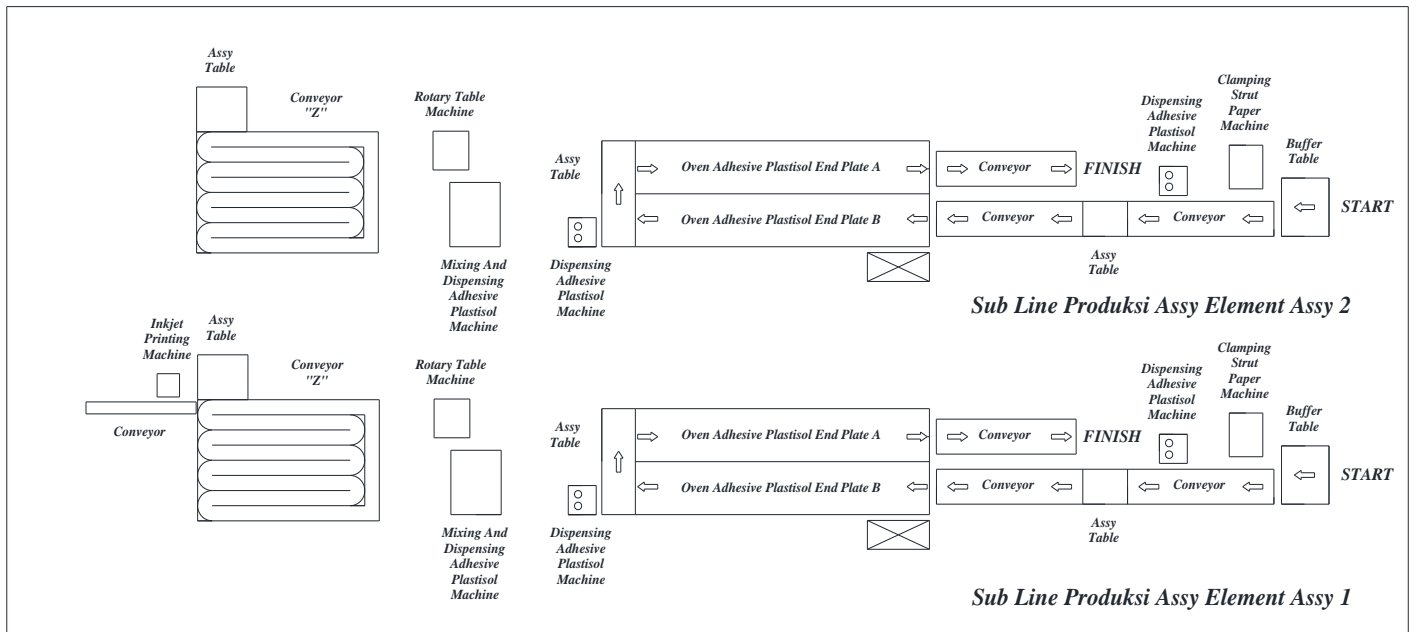 Assy
Table
Conveyor
"Z"
Rotary Table
Machine
Mixing And
Dispensing
Adhesive
Plastisol
Machine
Assy
Table
Dispensing
Adhesive
Plastisol
Machine
Oven Adhesive Plastisol End Plate A
Oven Adhesive Plastisol End Plate B
Conveyor
FINISH
Conveyor
Assy
Table
Conveyor
Dispensing
Adhesive
Plastisol
Machine
Clamping
Strut
Paper
Machine
Buffer
Table
START
Sub Line Produksi Assy Element Assy 2
Inkjet
Printing
Machine
Conveyor
Assy
Table
Conveyor
"Z"
Rotary Table
Machine
Mixing And
Dispensing
Adhesive
Plastisol
Machine
Assy
Table
Dispensing
Adhesive
Plastisol
Machine
Oven Adhesive Plastisol End Plate A
Oven Adhesive Plastisol End Plate B
Conveyor
FINISH
Conveyor
Assy
Table
Conveyor
Dispensing
Adhesive
Plastisol
Machine
Clamping
Strut
Paper
Machine
Buffer
Table
START
Sub Line Produksi Assy Element Assy 1